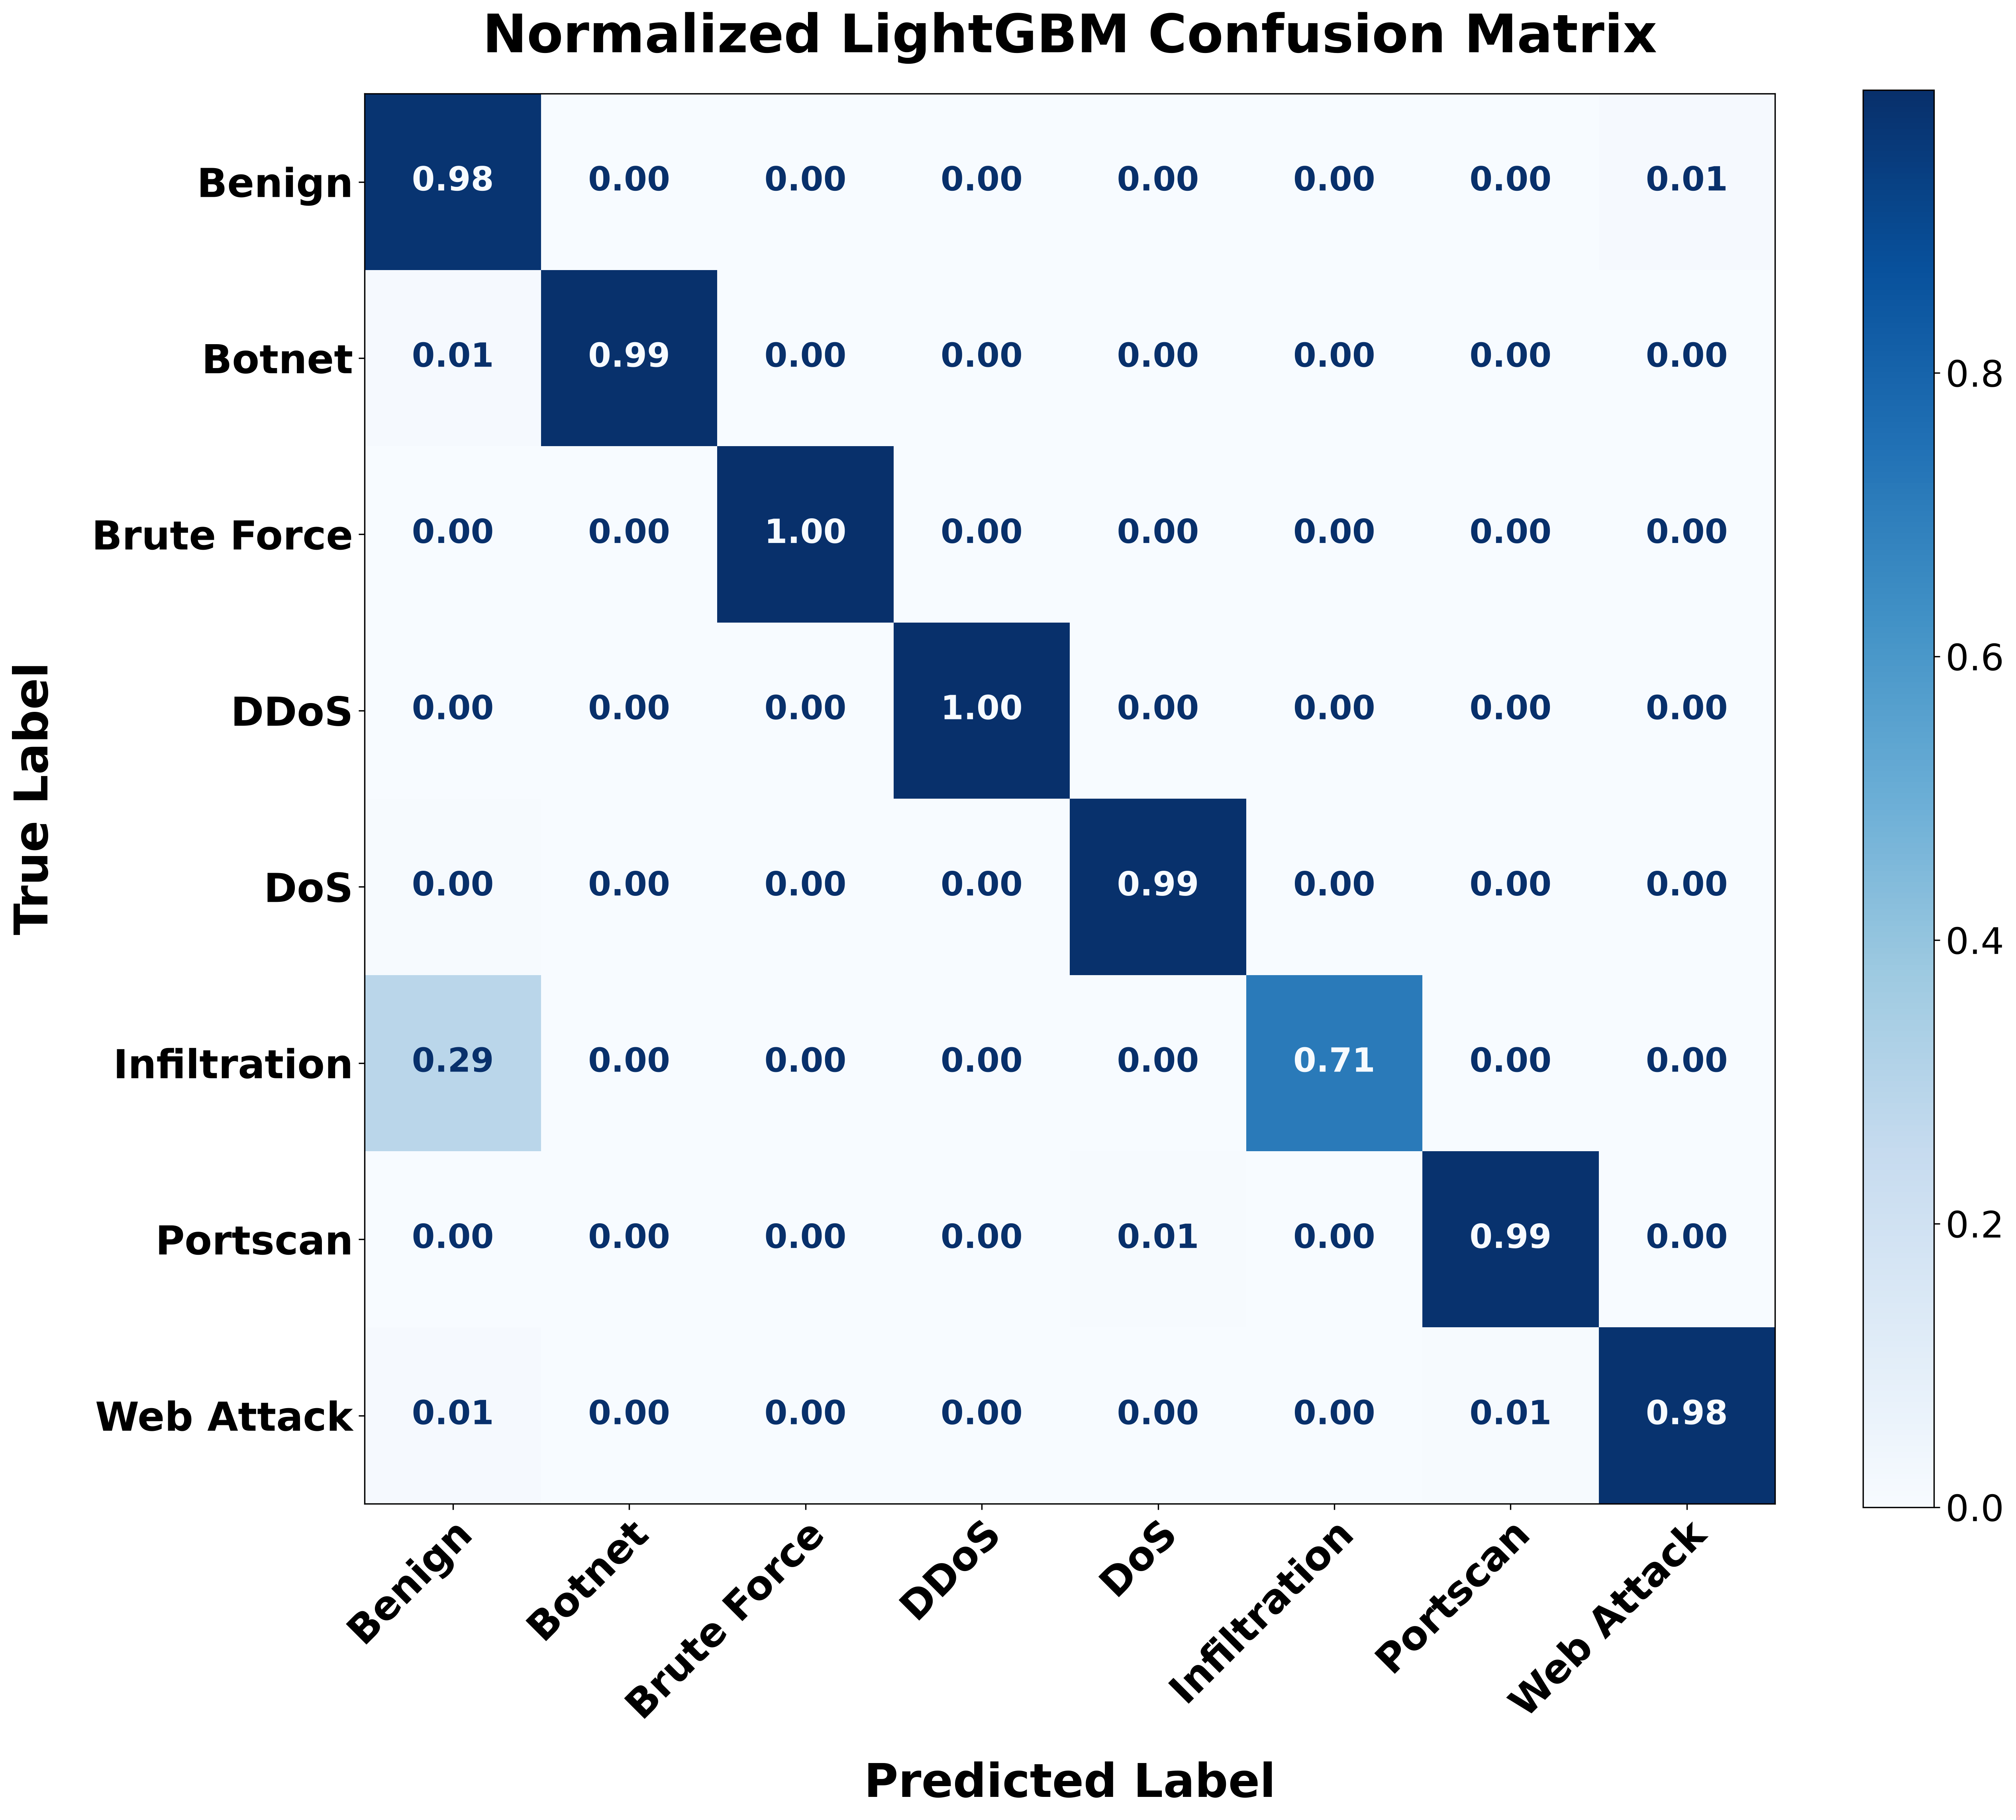 Normalized LightGBM Confusion Matrix
True Label
Benign 0.98 0.00 0.00 0.00 0.00 0.00 0.00 0.01
Botnet 0.01 0.99 0.00 0.00 0.00 0.00 0.00 0.00
Brute Force 0.00 0.00 1.00 0.00 0.00 0.00 0.00 0.00
DDoS 0.00 0.00 0.00 1.00 0.00 0.00 0.00 0.00
DoS 0.00 0.00 0.00 0.00 0.99 0.00 0.00 0.00
Infiltration 0.29 0.00 0.00 0.00 0.00 0.71 0.00 0.00
Portscan 0.00 0.00 0.00 0.00 0.01 0.00 0.99 0.00
Web Attack 0.01 0.00 0.00 0.00 0.00 0.00 0.01 0.98
Benign Botnet Brute Force DDoS DoS Infiltration Portscan Web Attack
Predicted Label
0.8
0.6
0.4
0.2
0.0